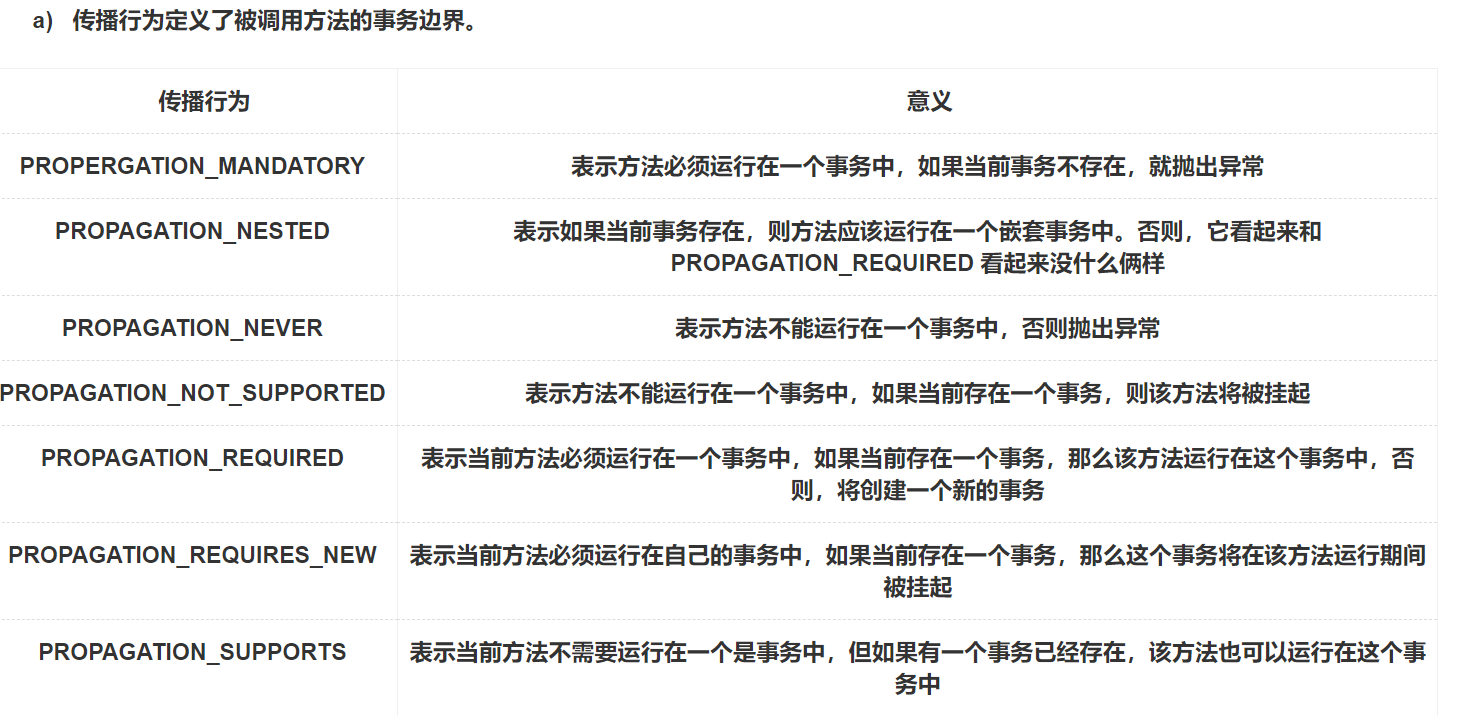 a) 传播行为定义了被调用方法的事务边界。
传播行为
意义
PROPERGATION_MANDATORY
表示方法必须运行在一个事务中，如果当前事务不存在，就抛出异常
PROPAGATION_NESTED
表示如果当前事务存在，则方法应该运行在一个嵌套事务中。否则，它看起来和
PROPAGATION_REQUIRED 看起来没什么俩样
PROPAGATION_NEVER
表示方法不能运行在一个事务中，否则抛出异常
PROPAGATION_NOT_SUPPORTED
表示方法不能运行在一个事务中，如果当前存在一个事务，则该方法将被挂起
PROPAGATION_REQUIRED
表示当前方法必须运行在一个事务中，如果当前存在一个事务，那么该方法运行在这个事务中，否
则，将创建一个新的事务
PROPAGATION_REQUIRES_NEW
表示当前方法必须运行在自己的事务中，如果当前存在一个事务，那么这个事务将在该方法运行期间
被挂起
PROPAGATION_SUPPORTS
表示当前方法不需要运行在一个是事务中，但如果有一个事务已经存在，该方法也可以运行在这个事
务中